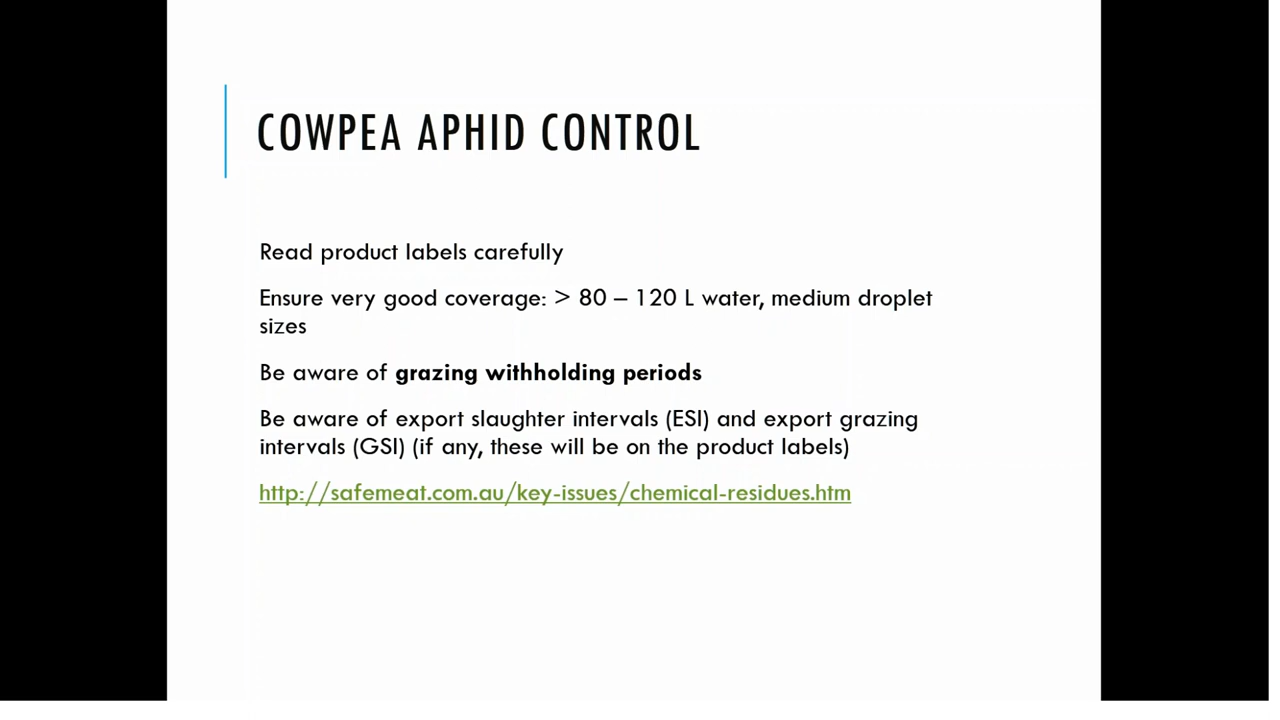 COWPEA APHID CONTROL
Read product labels carefully
Ensure very good coverage: > 80 – 120 L water, medium droplet
sizes
Be aware of grazing withholding periods
Be aware of export slaughter intervals (ESI) and export grazing
intervals (GSI) (if any, these will be on the product labels)
http://safemeat.com.au/key-issues/chemical-residues.htm